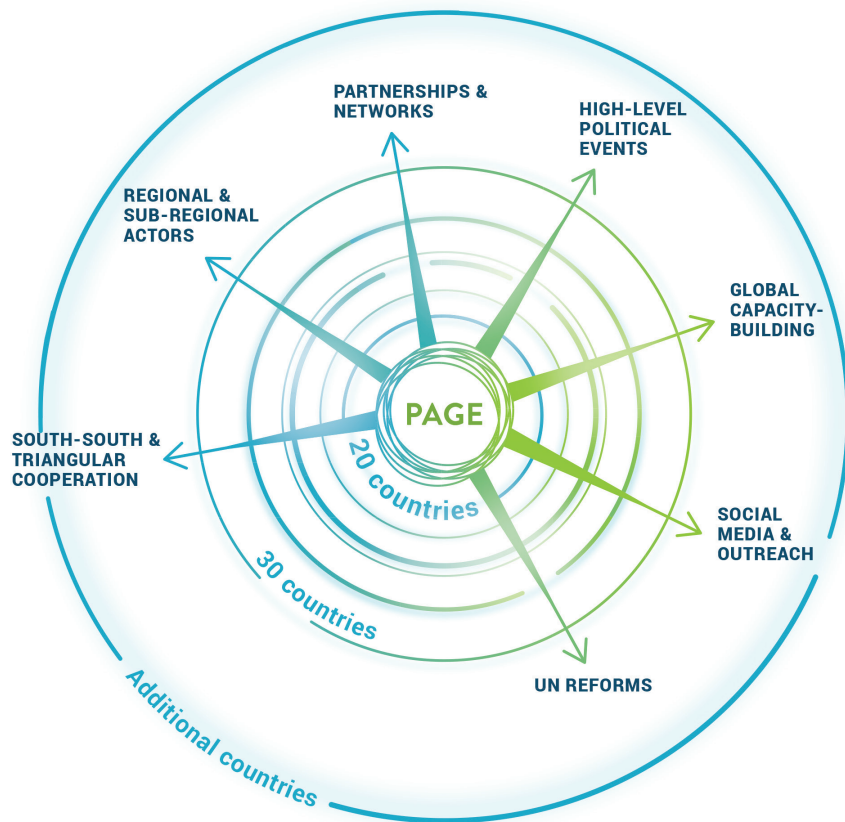 PARTNERSHIPS &
NETWORKS
HIGH-LEVEL
POLITICAL
EVENTS
REGIONAL &
SUB-REGIONAL
ACTORS
GLOBAL
CAPACITY-
BUILDING
PAGE
SOUTH-SOUTH &
TRIANGULAR
COOPERATION
20 countries
SOCIAL
MEDIA &
OUTREACH
30 countries
UN REFORMS
Additional countries